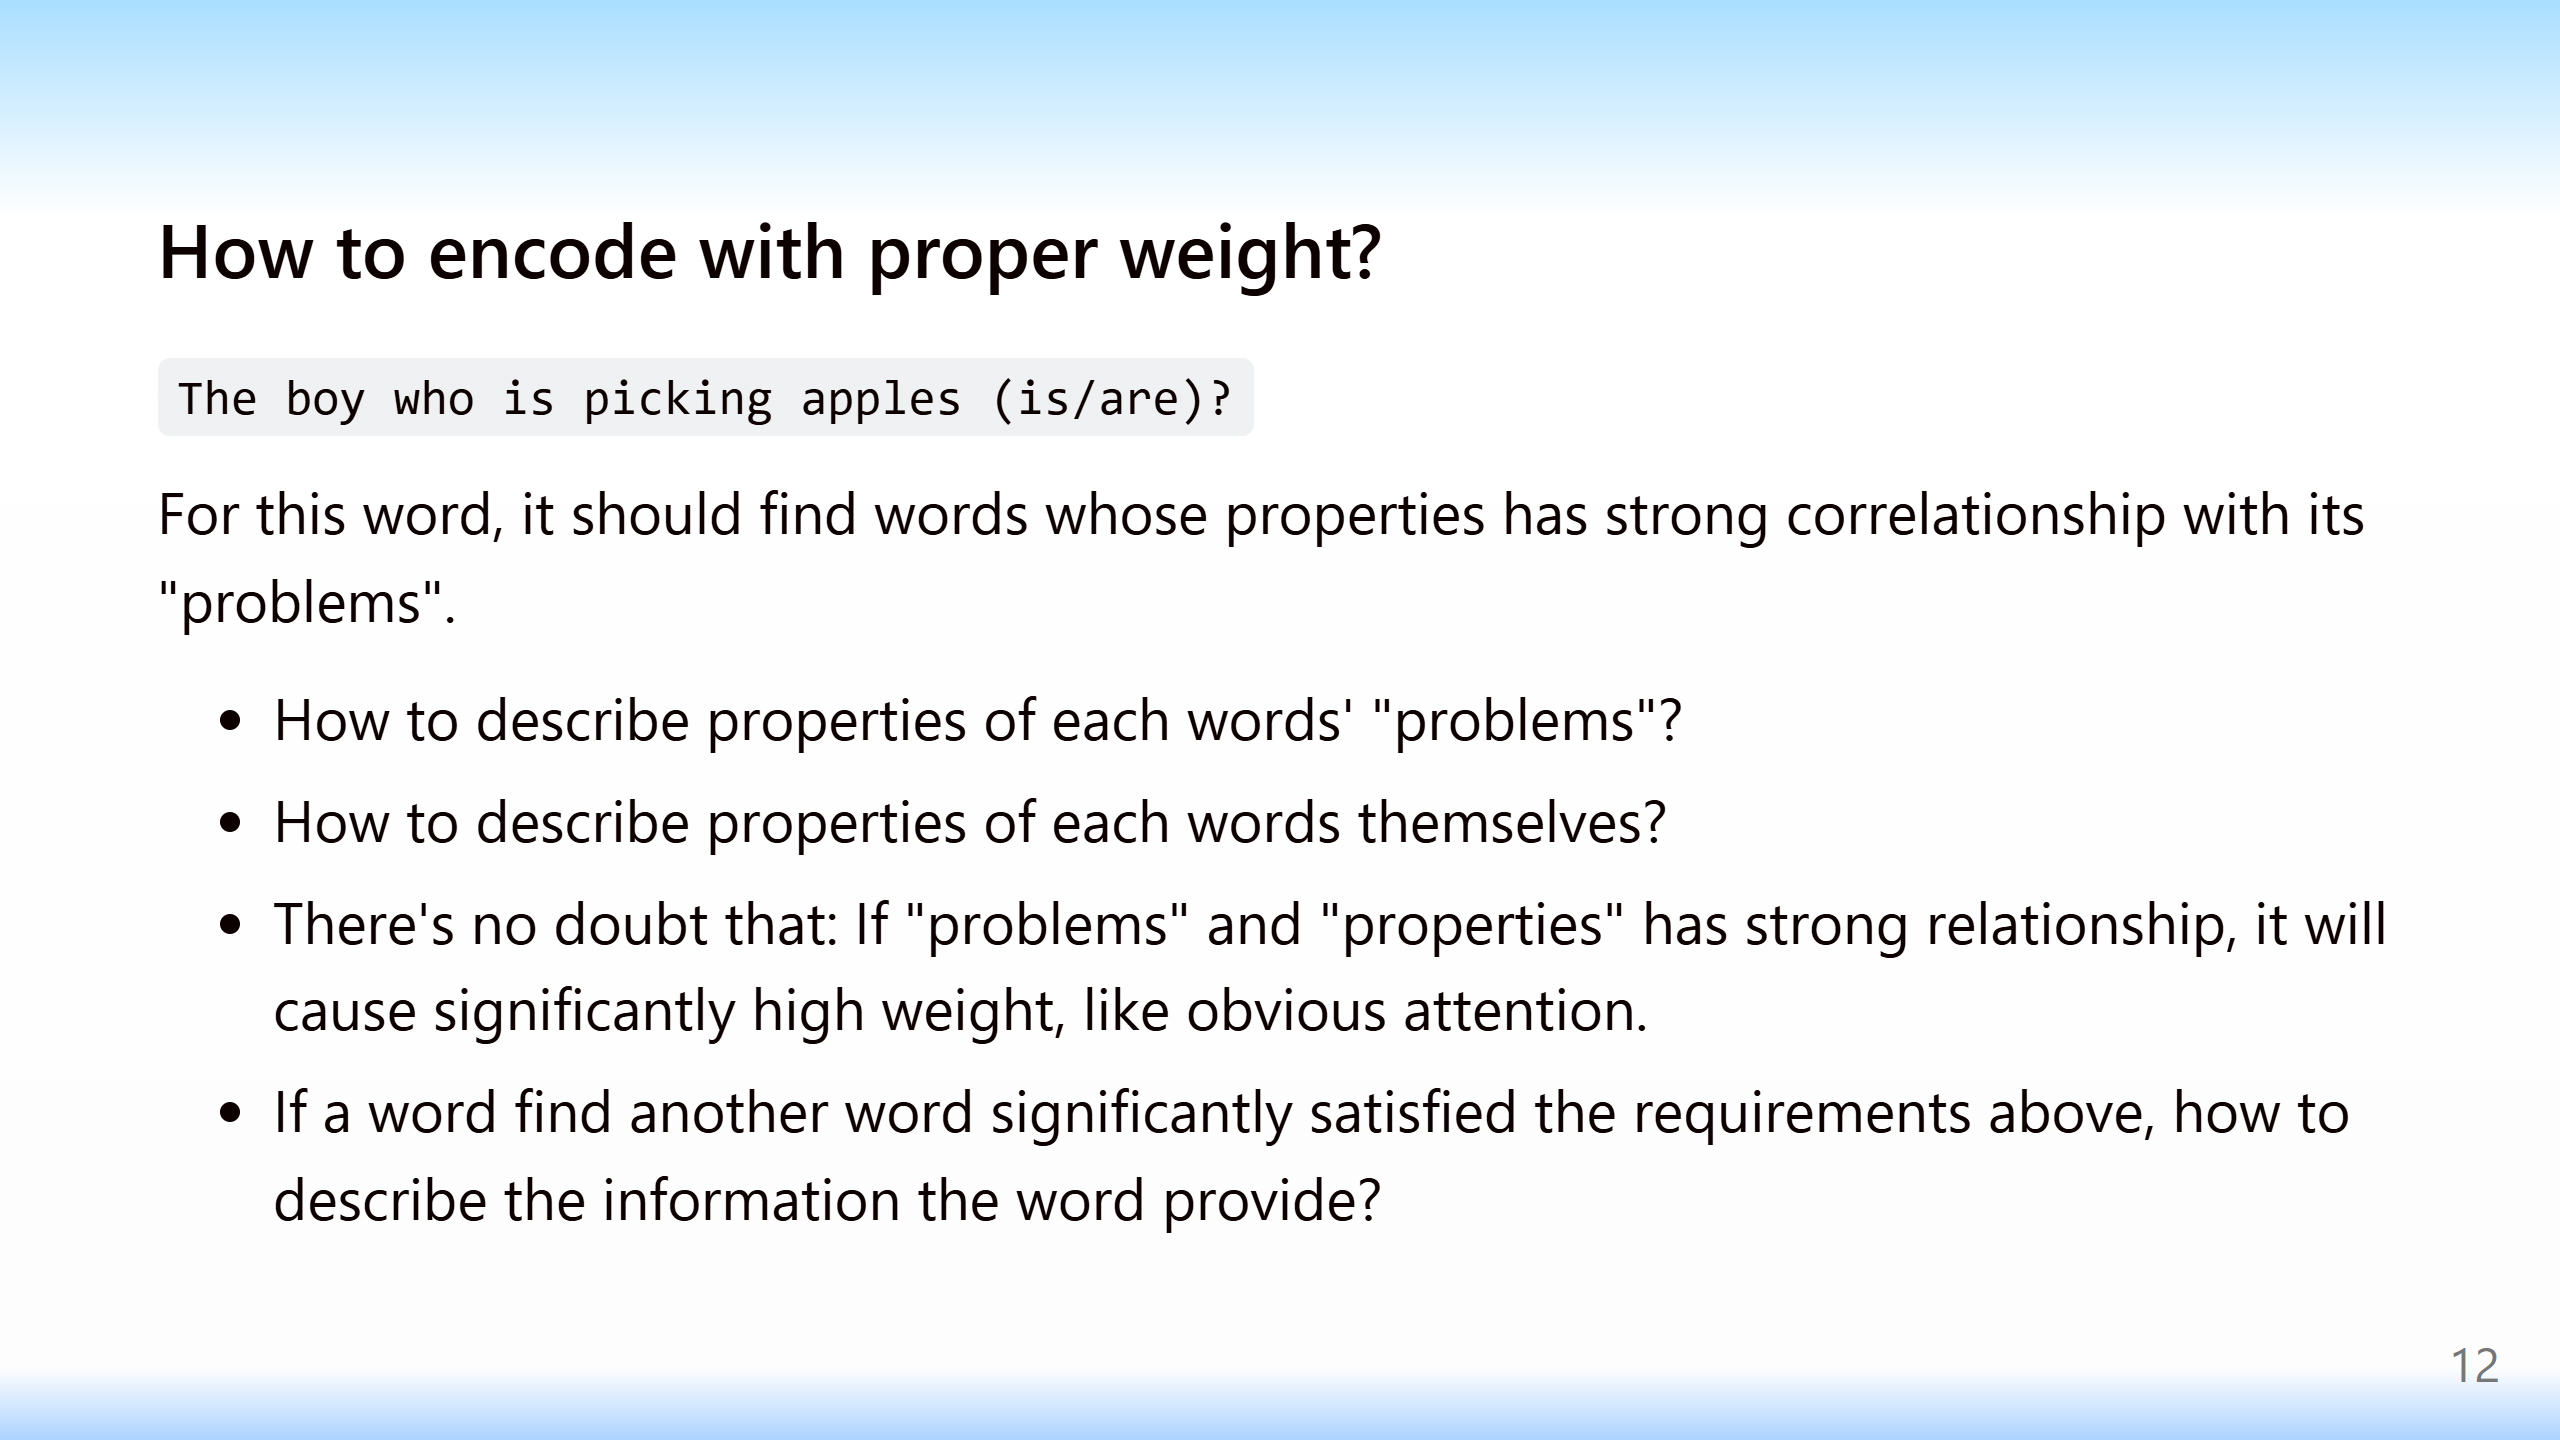 How to encode with proper weight?
The boy who is picking apples (is/are)?
For this word, it should find words whose properties has strong correlationship with its
"problems".
• How to describe properties of each words' "problems"?
• How to describe properties of each words themselves?
• There's no doubt that: If "problems" and "properties" has strong relationship, it will
cause significantly high weight, like obvious attention.
• If a word find another word significantly satisfied the requirements above, how to
describe the information the word provide?
12